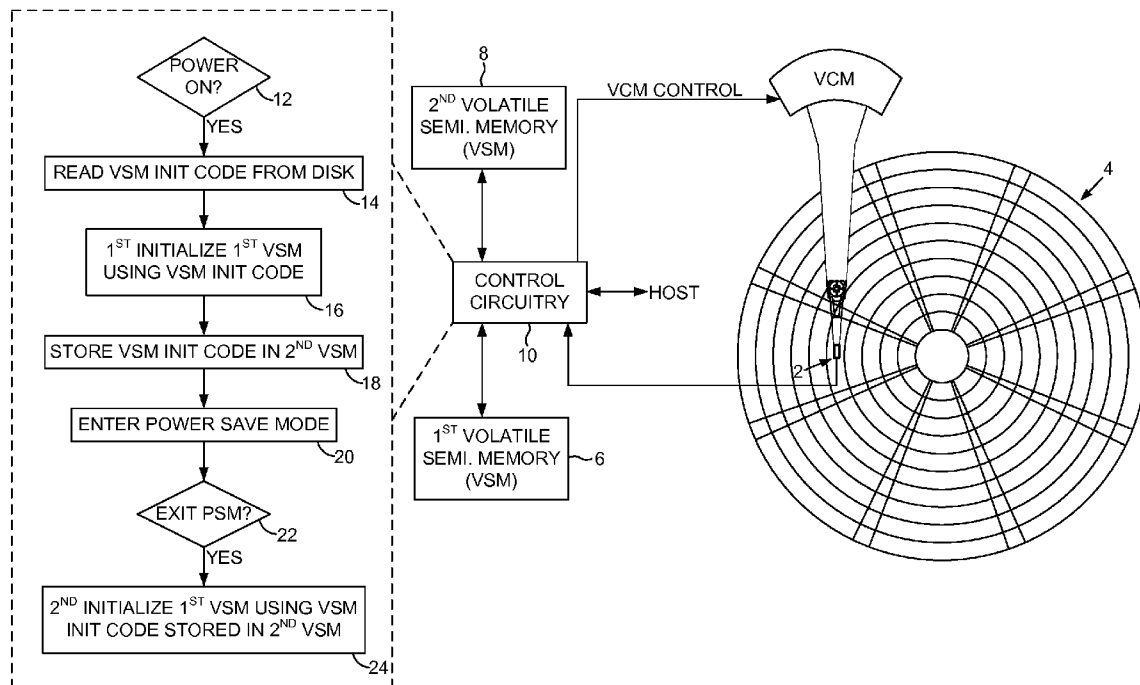 POWER
ON?
12
YES
READ VSM INIT CODE FROM DISK
14
1ST INITIALIZE 1ST VSM
USING VSM INIT CODE
16
STORE VSM INIT CODE IN 2ND VSM
18
ENTER POWER SAVE MODE
20
EXIT PSM?
22
YES
2ND INITIALIZE 1ST VSM USING VSM
INIT CODE STORED IN 2ND VSM
24
8
2ND VOLATILE
SEMI. MEMORY
(VSM)
VCM CONTROL
VCM
4
CONTROL
CIRCUITRY
10
HOST
2
1ST VOLATILE
SEMI. MEMORY
(VSM)
6